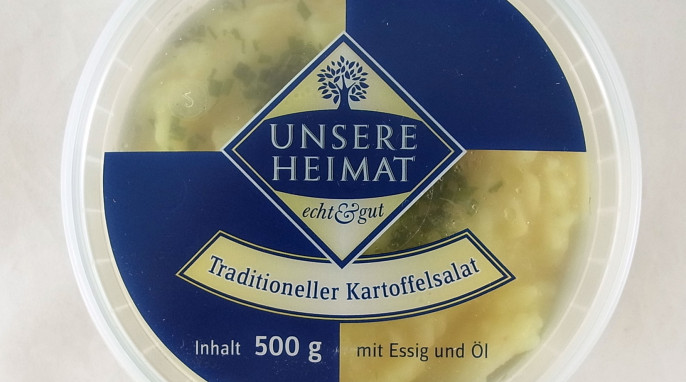 UNSERE
HEIMAT
echt&gut
Traditioneller Kartoffelsalat
Inhalt 500 g mit Essig und Öl